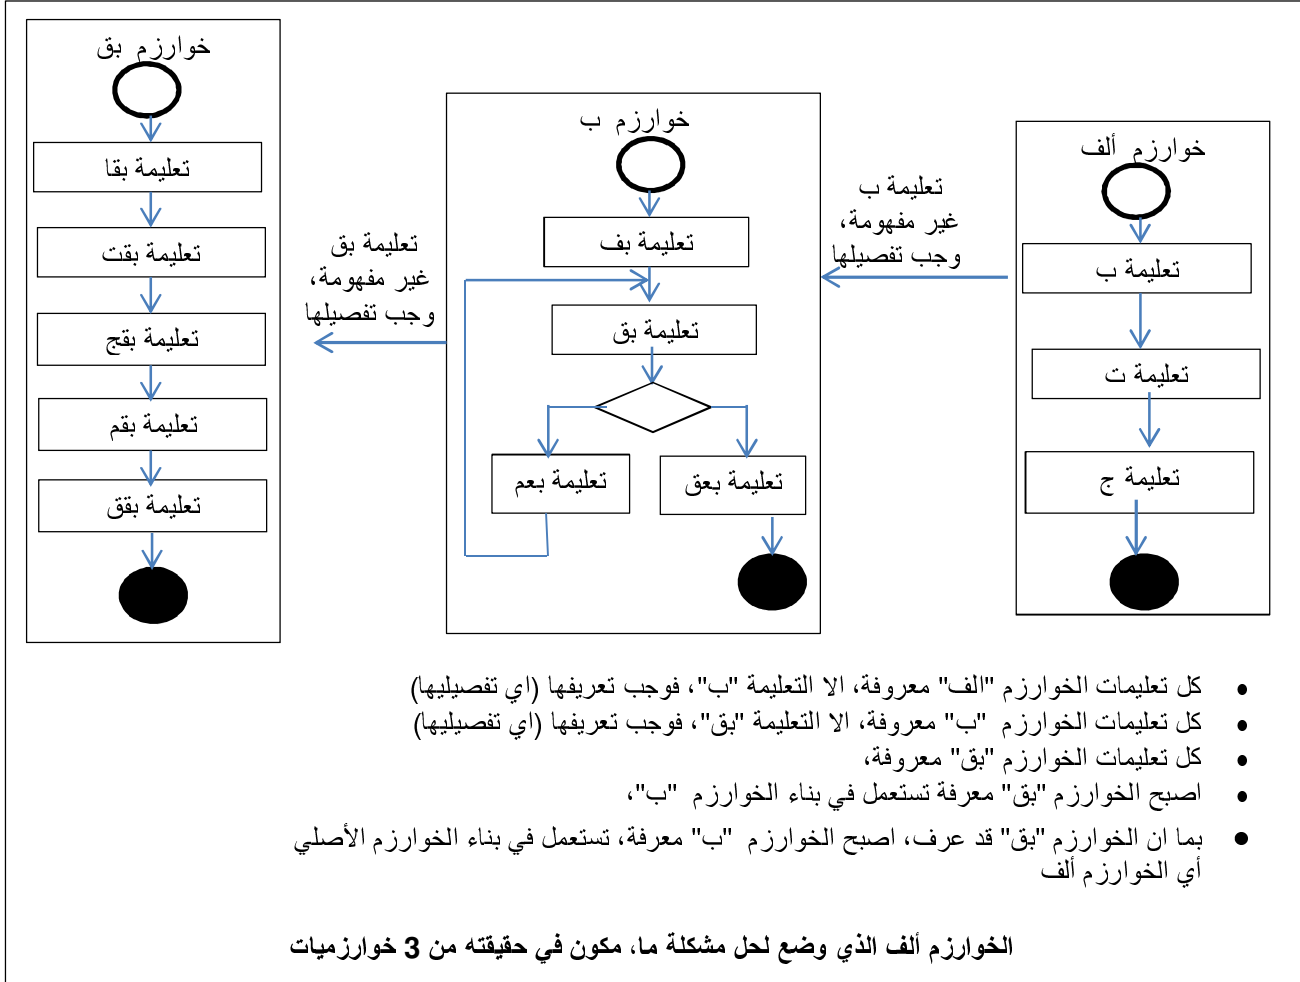 خوارزم ألف
تعليمة ب
تعليمة ت
تعليمة ج
تعليمة ب
غير مفهومة،
وجب تفصيلها
خوارزم ب
تعليمة بف
تعليمة بق
تعليمة بعق
تعليمة بعم
تعليمة بق
غير مفهومة،
وجب تفصيلها
خوارزم بق
تعليمة بقا
تعليمة بقت
تعليمة بقج
تعليمة بقم
تعليمة بقق
• كل تعليمات الخوارزم "الف" معروفة، الا التعليمة "ب"، فوجب تعريفها (اي تفصيليها)
• كل تعليمات الخوارزم "ب" معروفة، الا التعليمة "بق"، فوجب تعريفها (اي تفصيليها)
• كل تعليمات الخوارزم "بق" معروفة،
• اصبح الخوارزم "بق" معرفة تستعمل في بناء الخوارزم "ب"،
• بما ان الخوارزم "بق" قد عرف، اصبح الخوارزم "ب" معرفة، تستعمل في بناء الخوارزم الأصلي
أي الخوارزم ألف
الخوارزم ألف الذي وضع لحل مشكلة ما، مكون في حقيقته من 3 خوارزميات